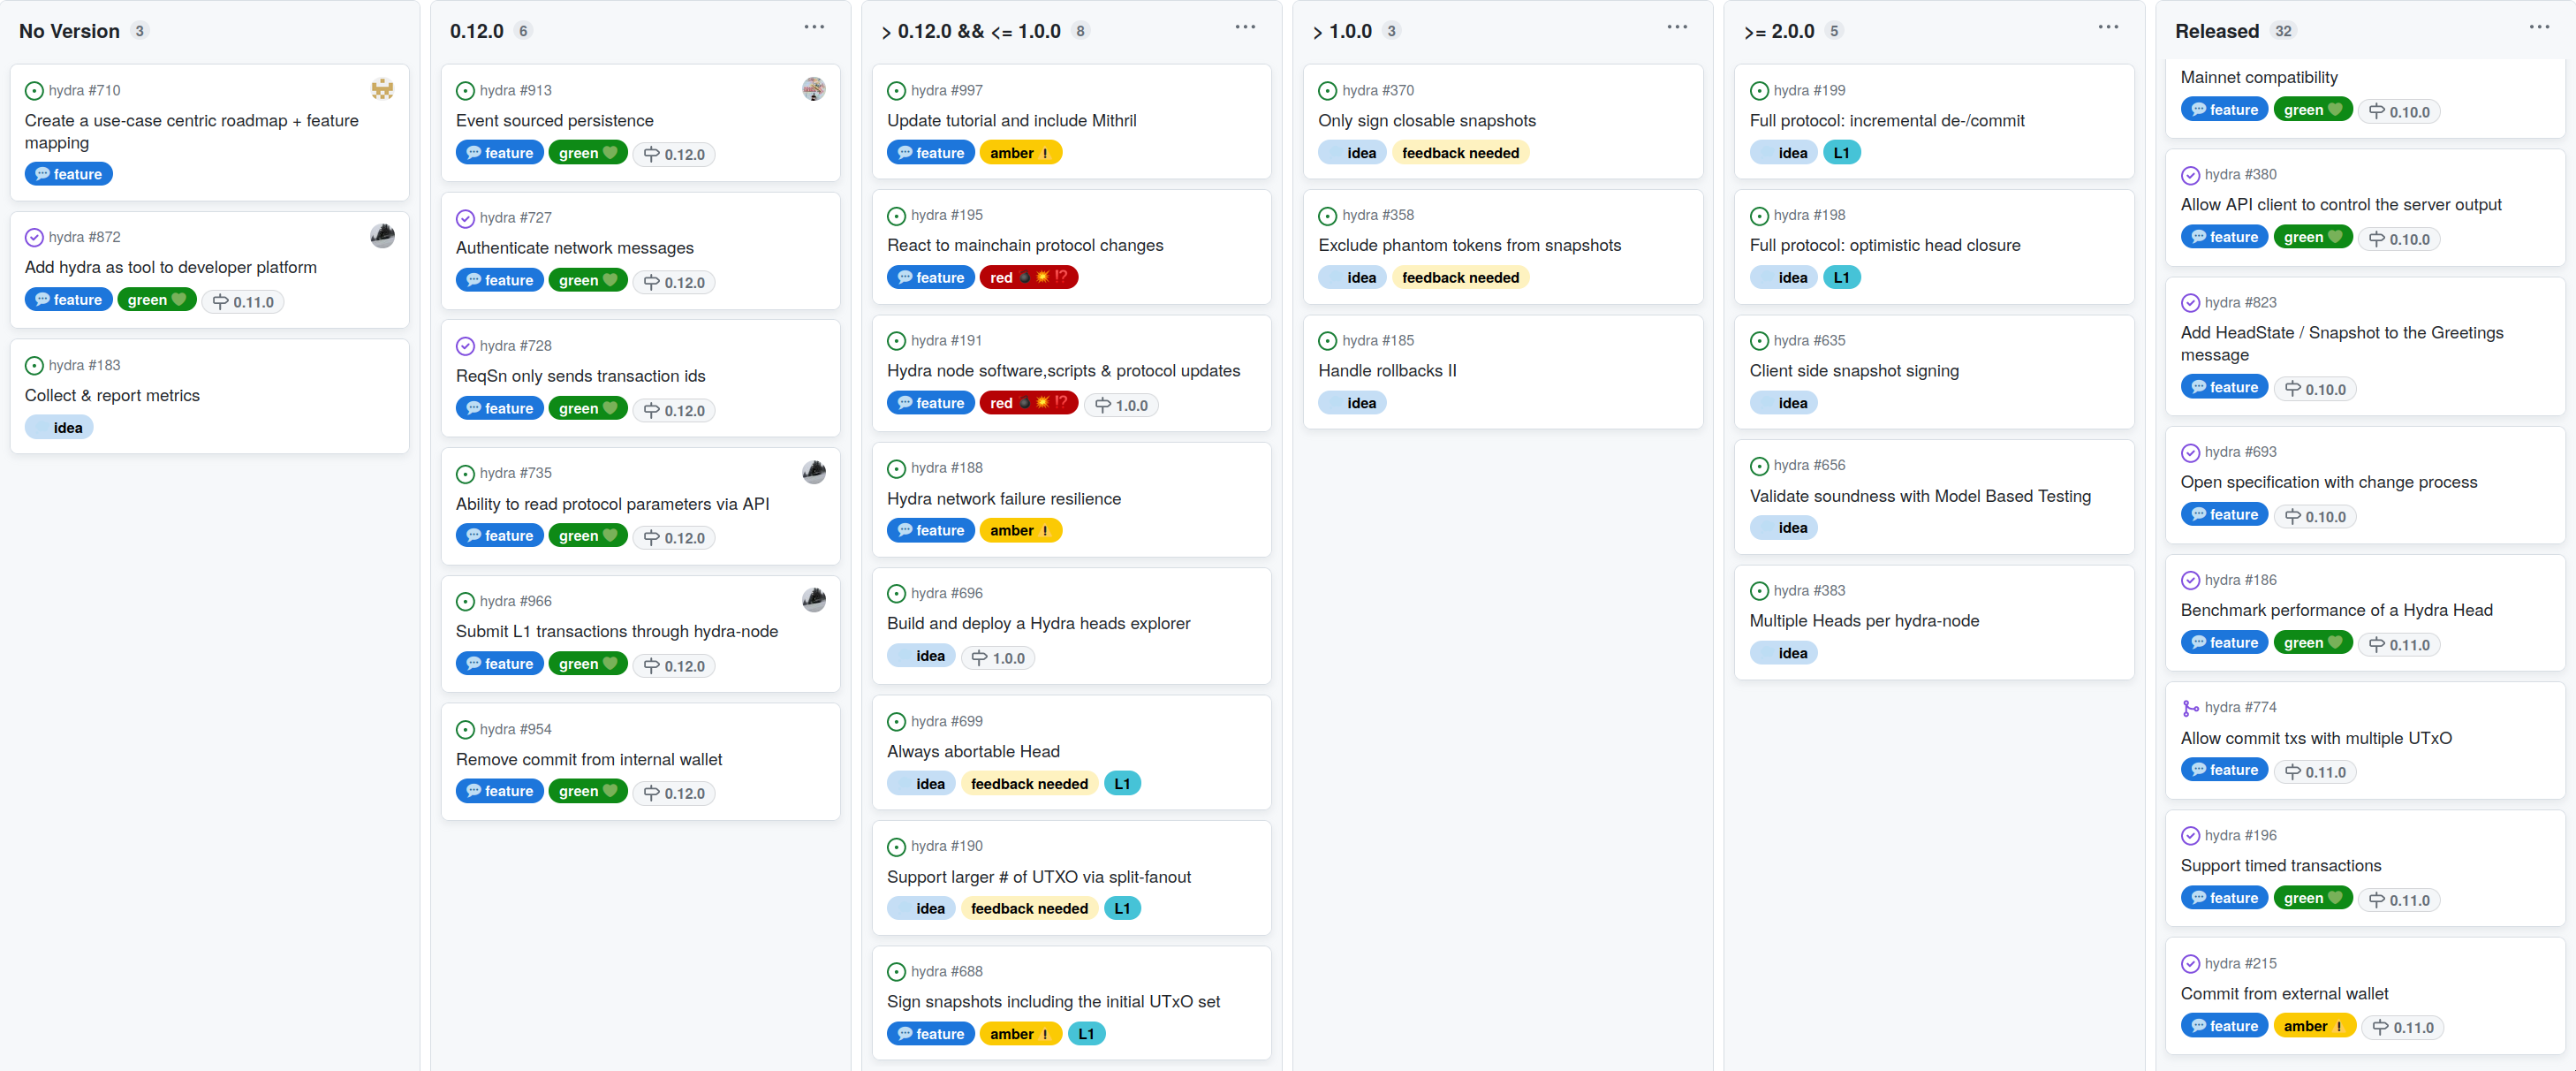 No Version 3
hydra #710
Create a use-case centric roadmap + feature
mapping
feature
hydra #872
Add hydra as tool to developer platform
feature green 0.11.0
hydra #183
Collect & report metrics
idea
0.12.0 6
hydra #913
Event sourced persistence
feature green 0.12.0
hydra #727
Authenticate network messages
feature green 0.12.0
hydra #728
ReqSn only sends transaction ids
feature green 0.12.0
hydra #735
Ability to read protocol parameters via API
feature green 0.12.0
hydra #966
Submit L1 transactions through hydra-node
feature green 0.12.0
hydra #954
Remove commit from internal wallet
feature green 0.12.0
> 0.12.0 && <= 1.0.0 8
hydra #997
Update tutorial and include Mithril
feature amber
hydra #195
React to mainchain protocol changes
feature red
hydra #191
Hydra node software,scripts & protocol updates
feature red 1.0.0
hydra #188
Hydra network failure resilience
feature amber
hydra #696
Build and deploy a Hydra heads explorer
idea 1.0.0
hydra #699
Always abortable Head
idea feedback needed L1
hydra #190
Support larger # of UTXO via split-fanout
idea feedback needed L1
hydra #688
Sign snapshots including the initial UTxO set
feature amber L1
> 1.0.0 3
hydra #370
Only sign closable snapshots
idea feedback needed
hydra #358
Exclude phantom tokens from snapshots
idea feedback needed
hydra #185
Handle rollbacks II
idea
>= 2.0.0 5
hydra #199
Full protocol: incremental de-/commit
idea L1
hydra #198
Full protocol: optimistic head closure
idea L1
hydra #635
Client side snapshot signing
idea
hydra #656
Validate soundness with Model Based Testing
idea
hydra #383
Multiple Heads per hydra-node
idea
Released 32
Mainnet compatibility
feature green 0.10.0
hydra #380
Allow API client to control the server output
feature green 0.10.0
hydra #823
Add HeadState / Snapshot to the Greetings
message
feature 0.10.0
hydra #693
Open specification with change process
feature 0.10.0
hydra #186
Benchmark performance of a Hydra Head
feature green 0.11.0
hydra #774
Allow commit txs with multiple UTxO
feature 0.11.0
hydra #196
Support timed transactions
feature green 0.11.0
hydra #215
Commit from external wallet
feature amber 0.11.0